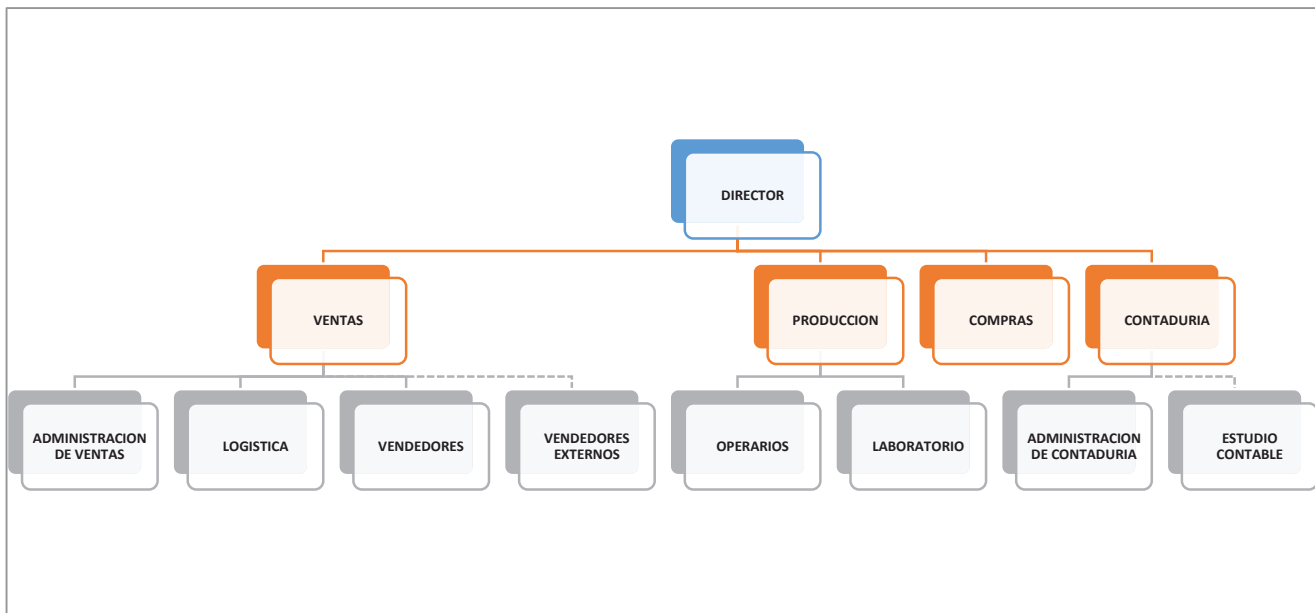 DIRECTOR
VENTAS
PRODUCCION
COMPRAS
CONTADURIA
ADMINISTRACION
DE VENTAS
LOGISTICA
VENDEDORES
VENDEDORES
EXTERNOS
OPERARIOS
LABORATORIO
ADMINISTRACION
DE CONTADURIA
ESTUDIO
CONTABLE